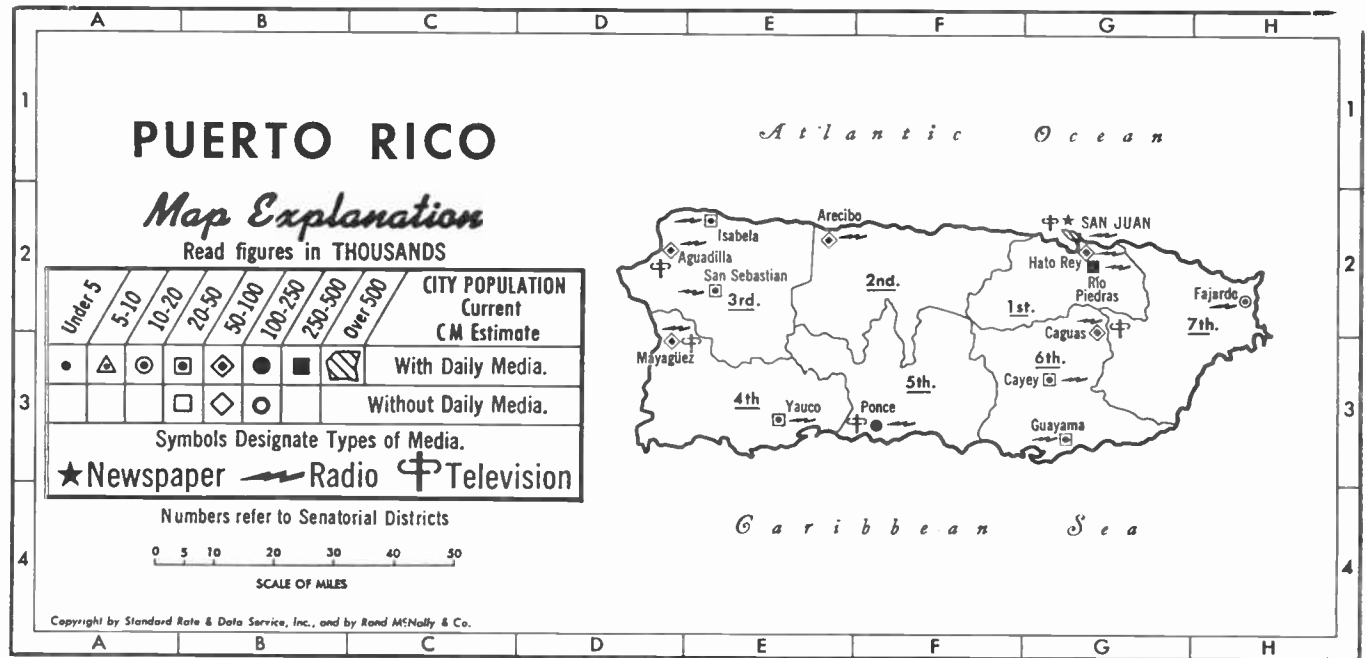 A B C D E F G H
1 1
PUERTO RICO
Atlantic Ocean
Map Explanation
Read figures in THOUSANDS
2 2
Under 5 5-10 10-20 20-50 50-100 100-250 250-500 Over 500
CITY POPULATION
Current
CM Estimate
With Daily Media.
Without Daily Media.
Symbols Designate Types of Media.
★Newspaper Radio Television
Numbers refer to Senatorial Districts
0 5 10 20 30 40 50
SCALE OF MILES
Arecibo
SAN JUAN
Isabela
Aguadilla
Hato Rey
San Sebastian
Río
Piedras
Fajardo
3rd.
2nd.
1st.
7th.
Caguas
Mayagüez
6th.
Cayey
5th.
4th
3 3
Yauco
Ponce
Guayama
Caribbean Sea
4 4
Copyright by Standard Rate & Data Service, Inc., and by Rand McNally & Co.
A B C D E F G H